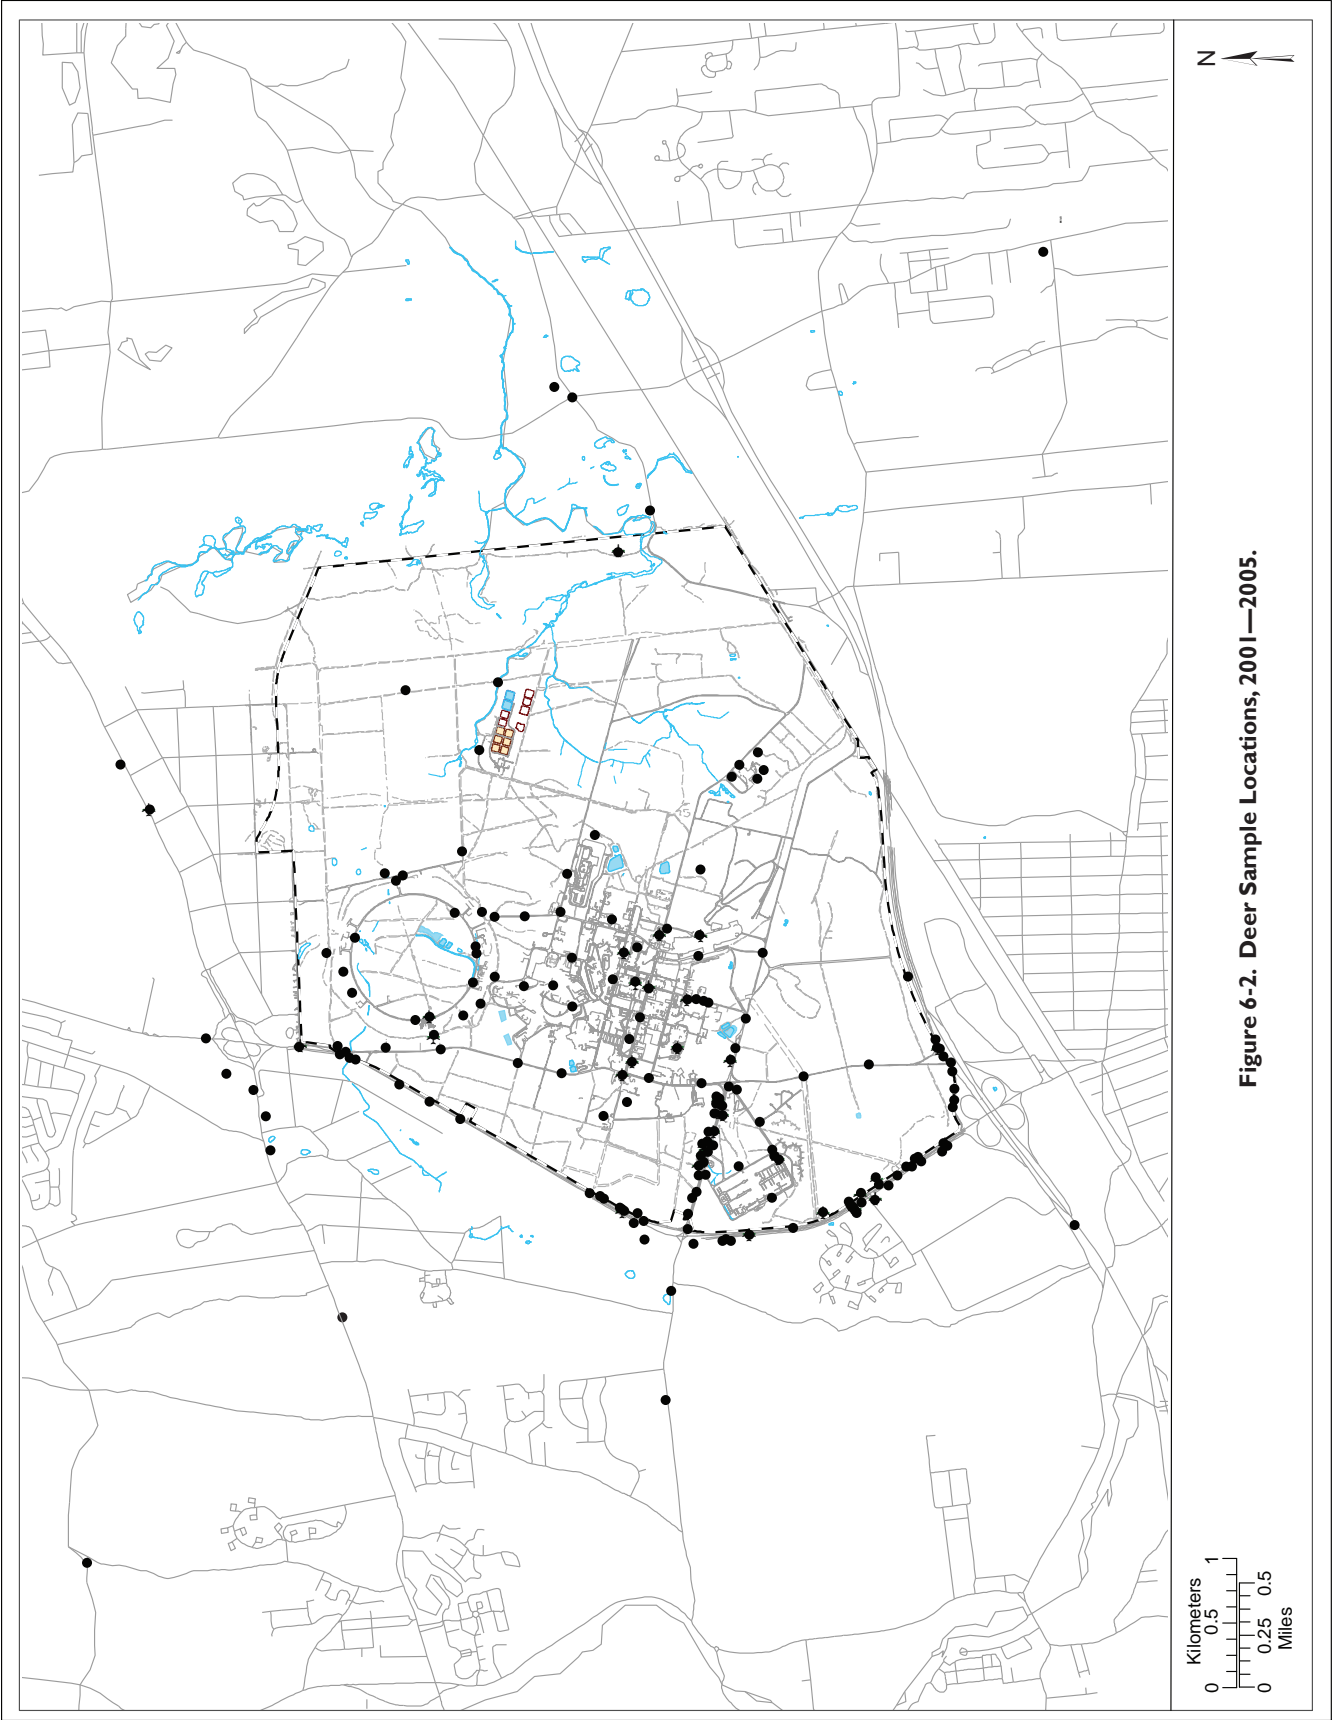 N
Kilometers
0 0.5 1
0 0.25 0.5
Miles
Figure 6-2. Deer Sample Locations, 2001—2005.